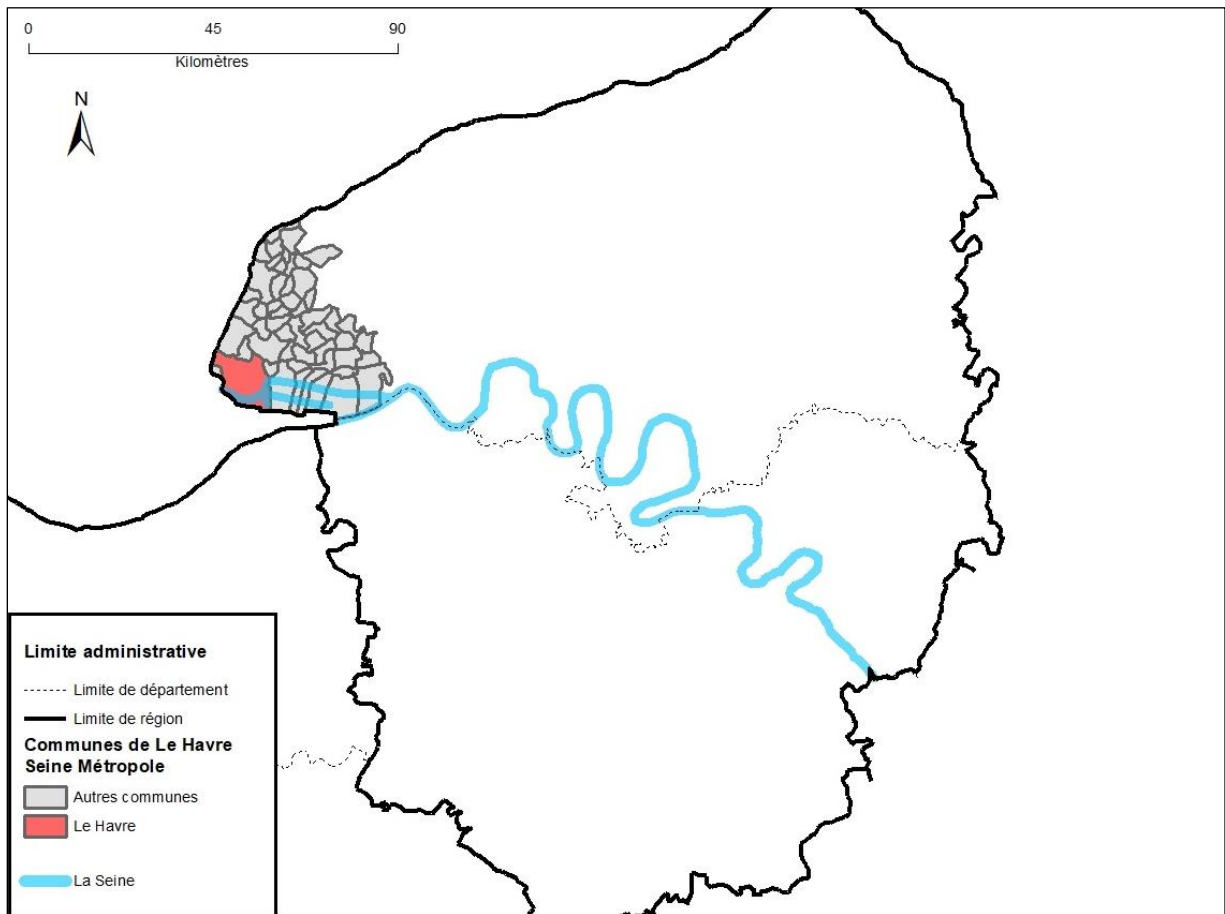 0 45 90
Kilomètres
N
Limite administrative
Limite de département
Limite de région
Communes de Le Havre
Seine Métropole
Autres communes
Le Havre
La Seine